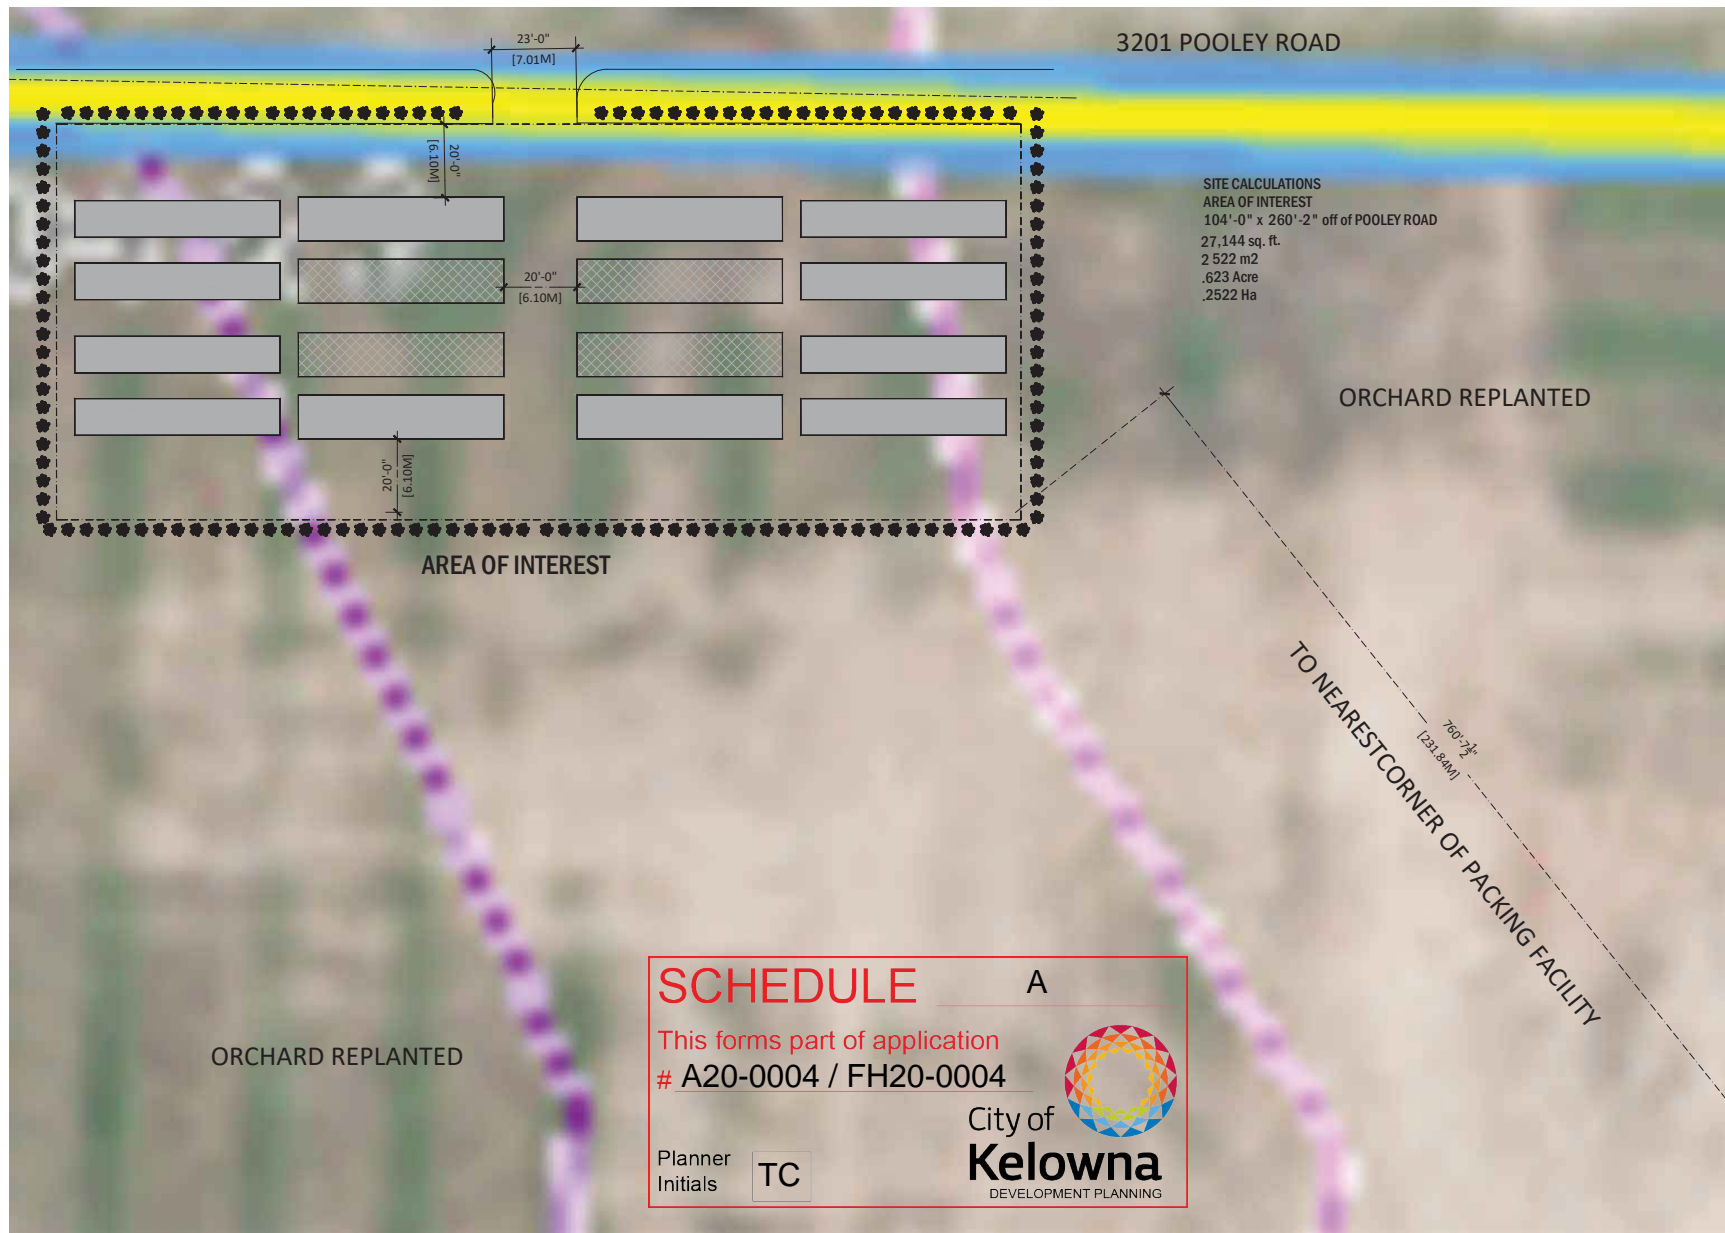 23'-0"
[7.01M]
3201 POOLEY ROAD
20'-0"
[6.10M]
SITE CALCULATIONS
AREA OF INTEREST
104'-0" x 260'-2" off of POOLEY ROAD
27,144 sq. ft.
2 522 m2
.623 Acre
.2522 Ha
20'-0"
[6.10M]
ORCHARD REPLANTED
20'-0"
[6.10M]
AREA OF INTEREST
TO NEARESTCORNER OF PACKING FACILITY
760'-7½"
[231.84M]
ORCHARD REPLANTED
SCHEDULE A
This forms part of application
# A20-0004 / FH20-0004
City of
Kelowna
DEVELOPMENT PLANNING
Planner
Initials TC